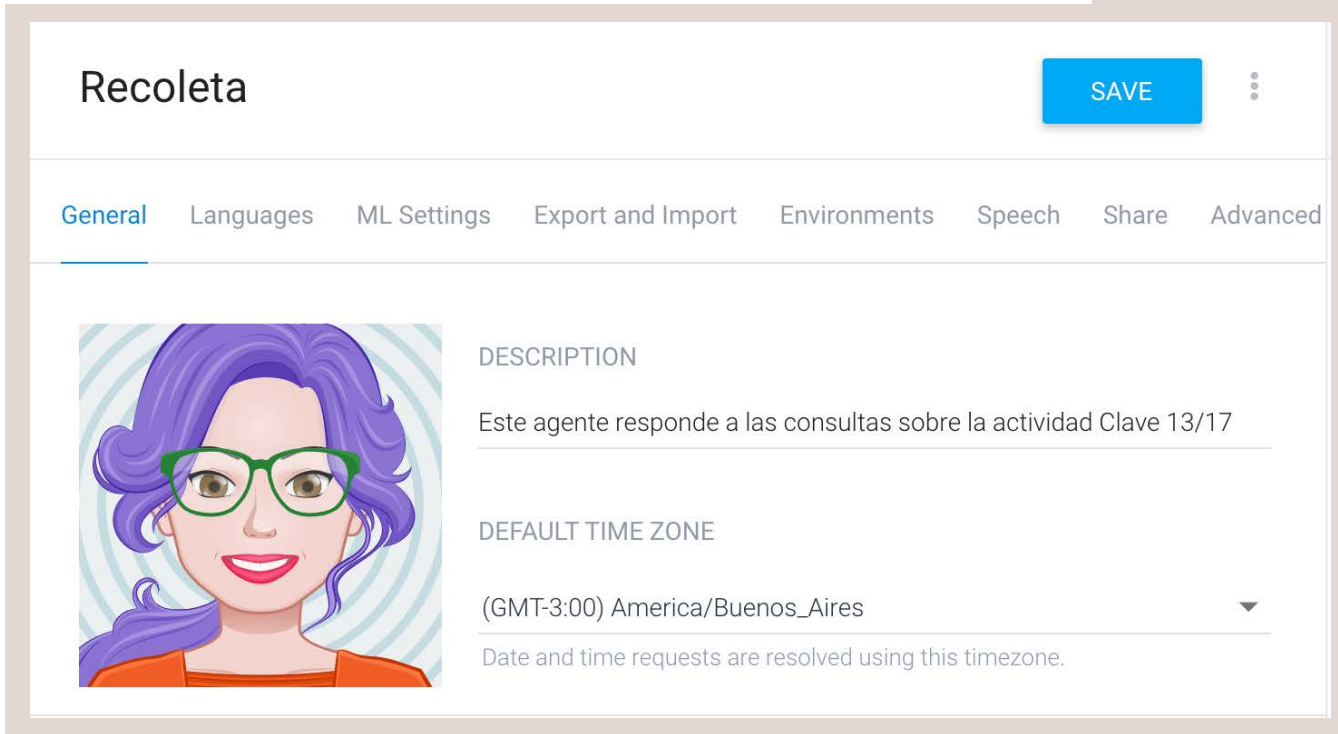 Recoleta
SAVE
General Languages ML Settings Export and Import Environments Speech Share Advanced
DESCRIPTION
Este agente responde a las consultas sobre la actividad Clave 13/17
DEFAULT TIME ZONE
(GMT-3:00) America/Buenos_Aires
Date and time requests are resolved using this timezone.